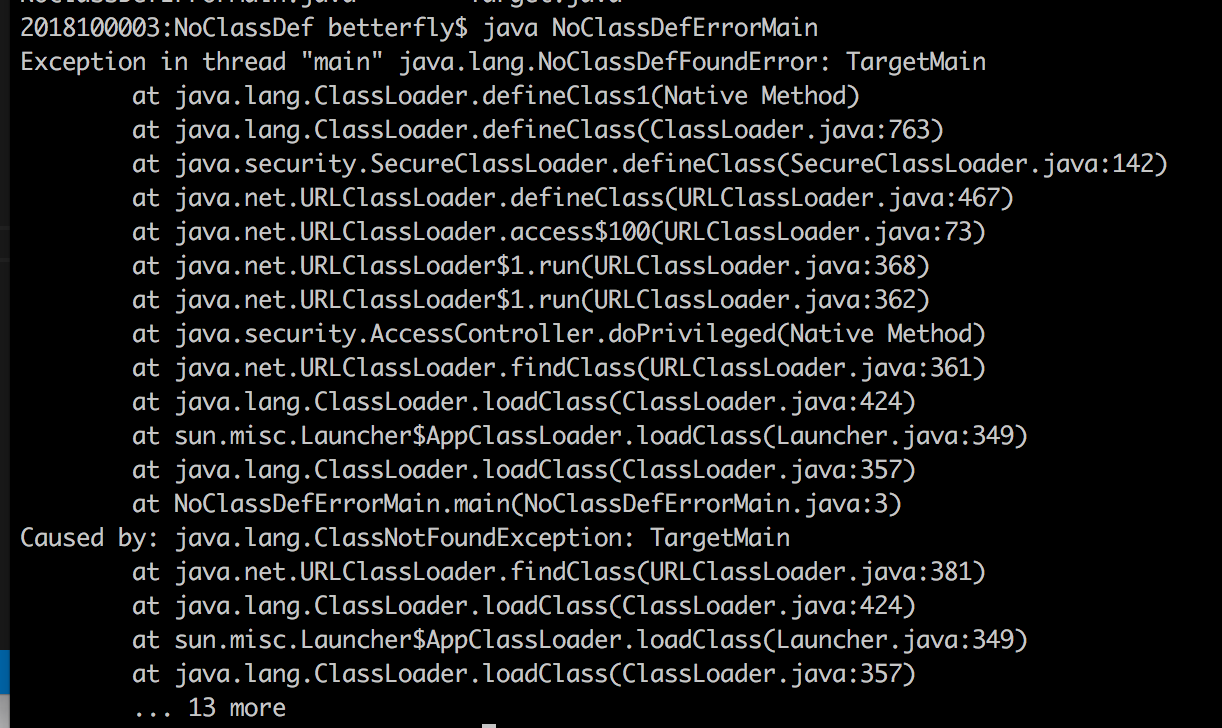 NoClassDefErrorMain.java Target.java
2018100003:NoClassDef betterfly$ java NoClassDefErrorMain
Exception in thread "main" java.lang.NoClassDefFoundError: TargetMain
at java.lang.ClassLoader.defineClass1(Native Method)
at java.lang.ClassLoader.defineClass(ClassLoader.java:763)
at java.security.SecureClassLoader.defineClass(SecureClassLoader.java:142)
at java.net.URLClassLoader.defineClass(URLClassLoader.java:467)
at java.net.URLClassLoader.access$100(URLClassLoader.java:73)
at java.net.URLClassLoader$1.run(URLClassLoader.java:368)
at java.net.URLClassLoader$1.run(URLClassLoader.java:362)
at java.security.AccessController.doPrivileged(Native Method)
at java.net.URLClassLoader.findClass(URLClassLoader.java:361)
at java.lang.ClassLoader.loadClass(ClassLoader.java:424)
at sun.misc.Launcher$AppClassLoader.loadClass(Launcher.java:349)
at java.lang.ClassLoader.loadClass(ClassLoader.java:357)
at NoClassDefErrorMain.main(NoClassDefErrorMain.java:3)
Caused by: java.lang.ClassNotFoundException: TargetMain
at java.net.URLClassLoader.findClass(URLClassLoader.java:381)
at java.lang.ClassLoader.loadClass(ClassLoader.java:424)
at sun.misc.Launcher$AppClassLoader.loadClass(Launcher.java:349)
at java.lang.ClassLoader.loadClass(ClassLoader.java:357)
... 13 more